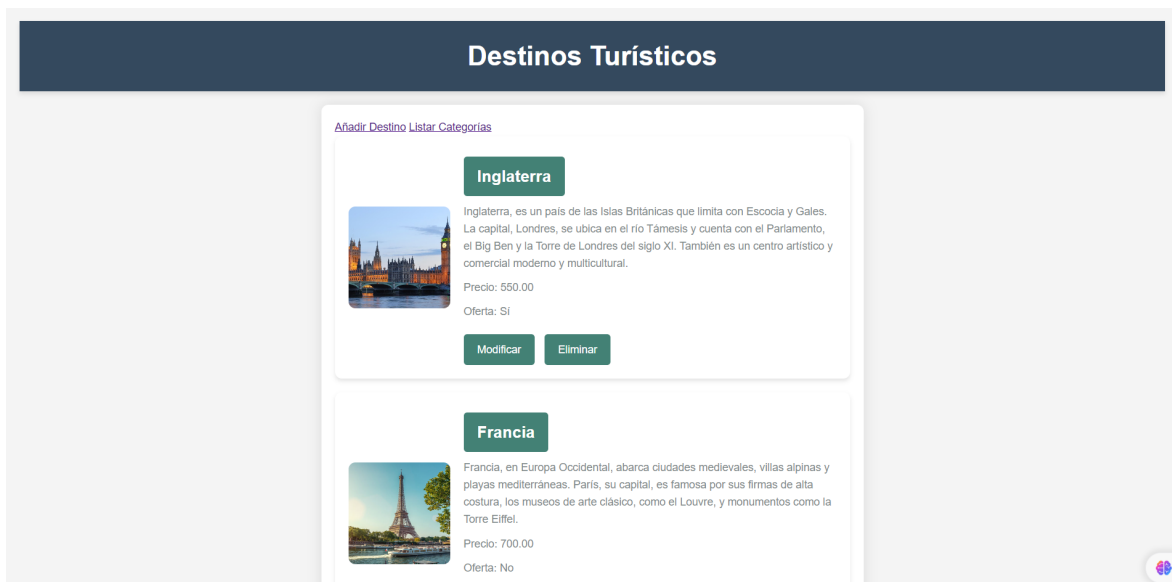 Destinos Turísticos
Añadir Destino Listar Categorías
Inglaterra
Inglaterra, es un país de las Islas Británicas que limita con Escocia y Gales.
La capital, Londres, se ubica en el río Támesis y cuenta con el Parlamento,
el Big Ben y la Torre de Londres del siglo XI. También es un centro artístico y
comercial moderno y multicultural.
Precio: 550.00
Oferta: Sí
Modificar Eliminar
Francia
Francia, en Europa Occidental, abarca ciudades medievales, villas alpinas y
playas mediterráneas. París, su capital, es famosa por sus firmas de alta
costura, los museos de arte clásico, como el Louvre, y monumentos como la
Torre Eiffel.
Precio: 700.00
Oferta: No